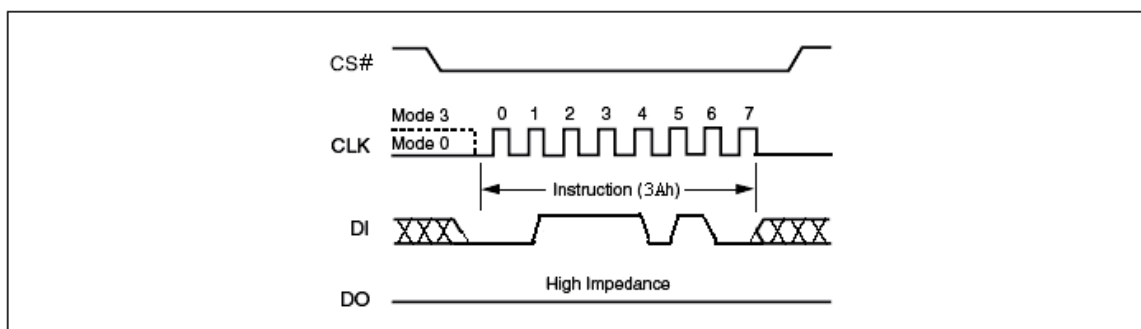 CS#
Mode 3 0 1 2 3 4 5 6 7
CLK Mode 0
Instruction (3Ah)
DI
High Impedance
DO